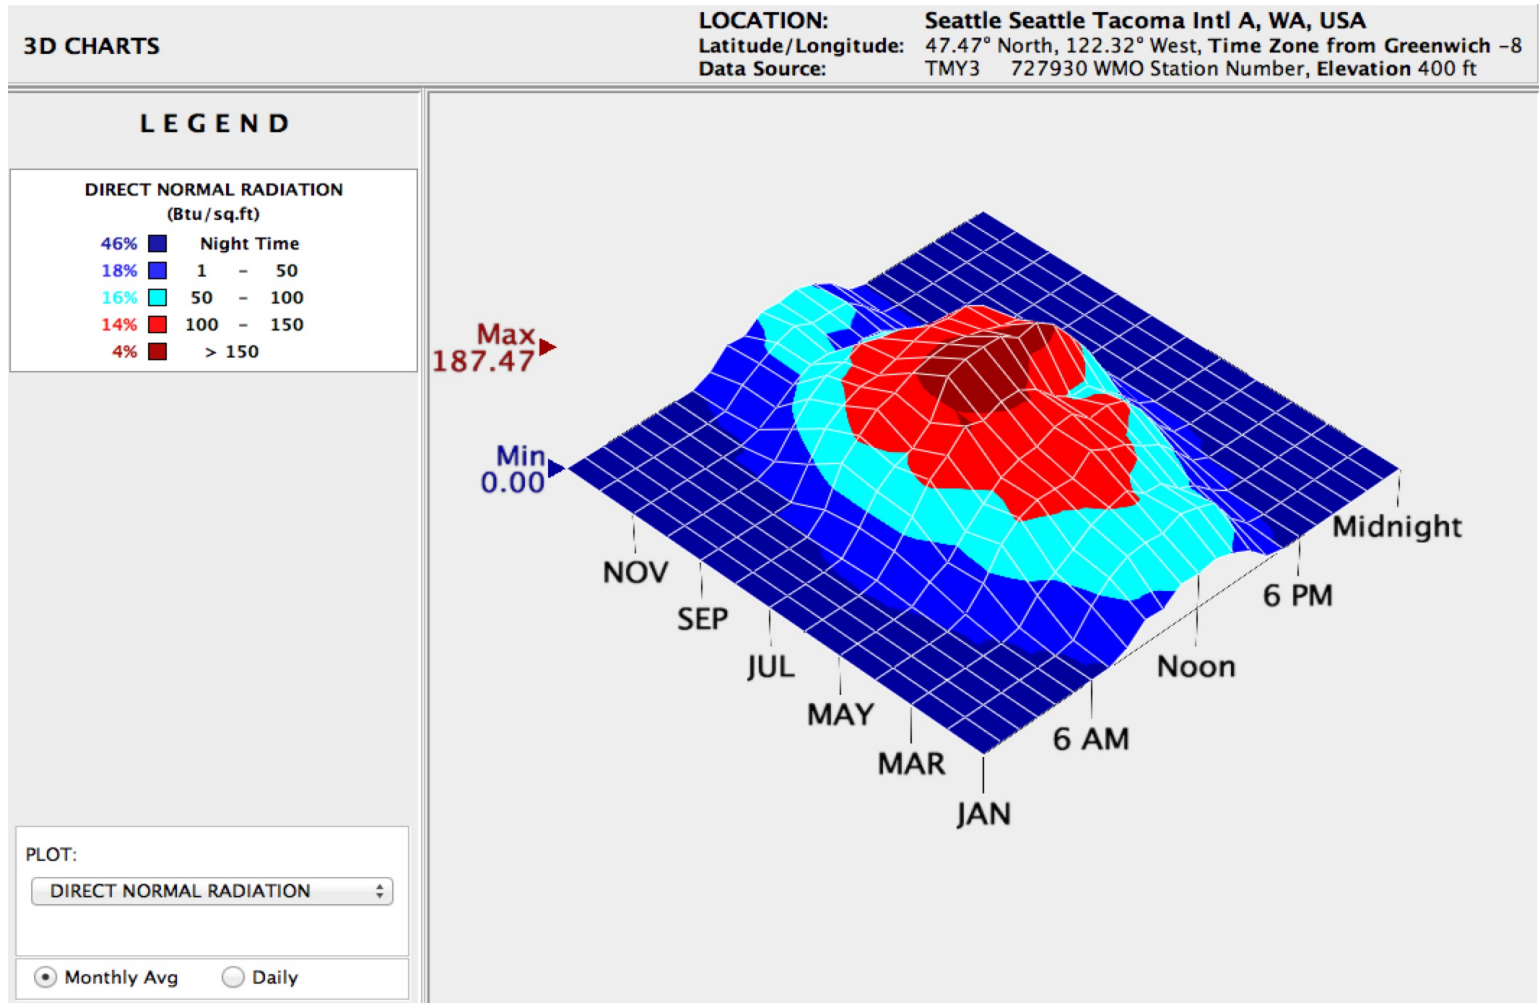 3D CHARTS
LOCATION: Seattle Seattle Tacoma Intl A, WA, USA
Latitude/Longitude: 47.47° North, 122.32° West, Time Zone from Greenwich -8
Data Source: TMY3 727930 WMO Station Number, Elevation 400 ft
LEGEND
DIRECT NORMAL RADIATION
(Btu/sq.ft)
46% Night Time
18% 1 - 50
16% 50 - 100
14% 100 - 150
4% > 150
Max
187.47
Min
0.00
NOV
SEP
JUL
MAY
MAR
JAN
6 AM
Noon
6 PM
Midnight
PLOT:
DIRECT NORMAL RADIATION
Monthly Avg Daily